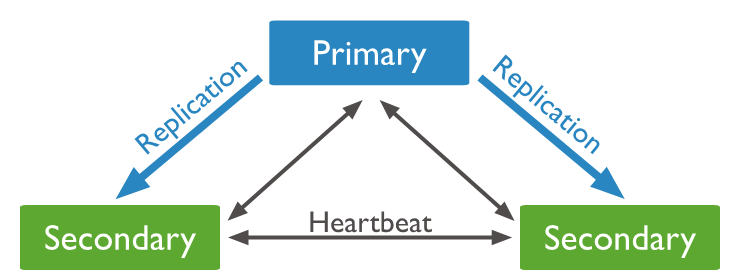 Primary
Replication
Replication
Heartbeat
Secondary
Secondary